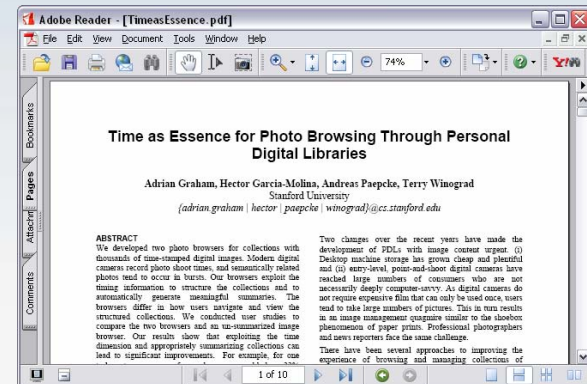 Adobe Reader - [TimeasEssence.pdf]
File Edit View Document Tools Window Help
74%
Y!
Bookmarks
Pages
Comments
Time as Essence for Photo Browsing Through Personal
Digital Libraries
Adrian Graham, Hector Garcia-Molina, Andreas Paepcke, Terry Winograd
Stanford University
{adrian.graham | hector | paepcke | winograd}@cs.stanford.edu
ABSTRACT
We developed two photo browsers for collections with
thousands of time-stamped digital images. Modern digital
cameras record photo shoot times, and semantically related
photos tend to occur in bursts. Our browsers exploit the
timing information to structure the collections and to
automatically generate meaningful summaries. The
browsers differ in how users navigate and view the
structured collections. We conducted user studies to
compare the two browsers and an un-summarized image
browser. Our results show that exploiting the time
dimension and appropriately summarizing collections can
lead to significant improvements. For example, for one
Two changes over the recent years have made the
development of PDLs with image content urgent. (i)
Desktop machine storage has grown cheap and plentiful
and (ii) entry-level, point-and-shoot digital cameras have
reached large numbers of consumers who are not
necessarily deeply computer-savvy. As digital cameras do
not require expensive film that can only be used once, users
tend to take large numbers of pictures. This in turn results
in an image management quagmire similar to the shoebox
phenomenon of paper prints. Professional photographers
and news reporters face the same challenge.
There have been several approaches to improving the
experience of browsing and managing collections of
1 of 10